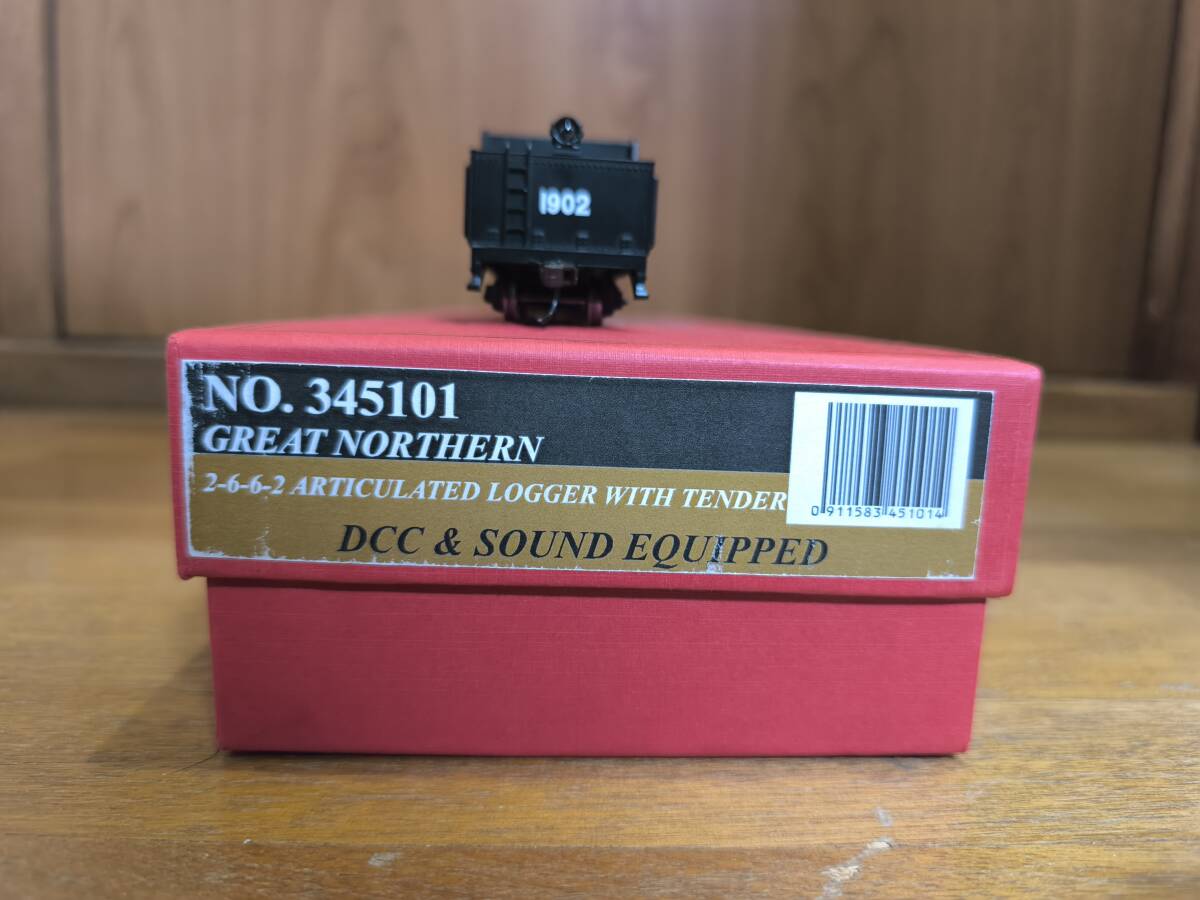 1902
NO. 345101
GREAT NORTHERN
2-6-6-2 ARTICULATED LOGGER WITH TENDER
DCC & SOUND EQUIPPED
0 911583 451014